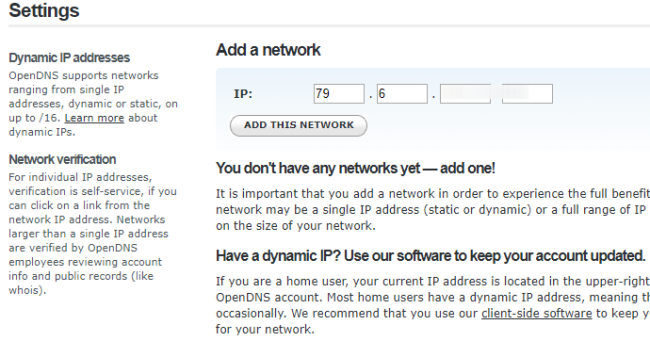 Settings
Dynamic IP addresses
OpenDNS supports networks
ranging from single IP
addresses, dynamic or static, on
up to /16. Learn more about
dynamic IPs.
Network verification
For individual IP addresses,
verification is self-service, if you
can click on a link from the
network IP address. Networks
larger than a single IP address
are verified by OpenDNS
employees reviewing account
info and public records (like
whois).
Add a network
IP: 79 . 6 .
ADD THIS NETWORK
You don't have any networks yet — add one!
It is important that you add a network in order to experience the full benefit
network may be a single IP address (static or dynamic) or a full range of IP
on the size of your network.
Have a dynamic IP? Use our software to keep your account updated.
If you are a home user, your current IP address is located in the upper-right
OpenDNS account. Most home users have a dynamic IP address, meaning th
occasionally. We recommend that you use our client-side software to keep y
for your network.